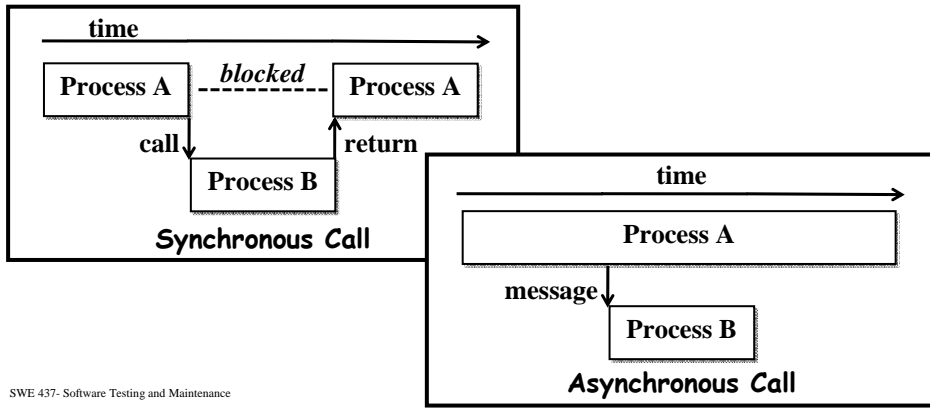 time
Process A
blocked
Process A
call
return
Process B
Synchronous Call
time
Process A
message
Process B
Asynchronous Call
SWE 437- Software Testing and Maintenance